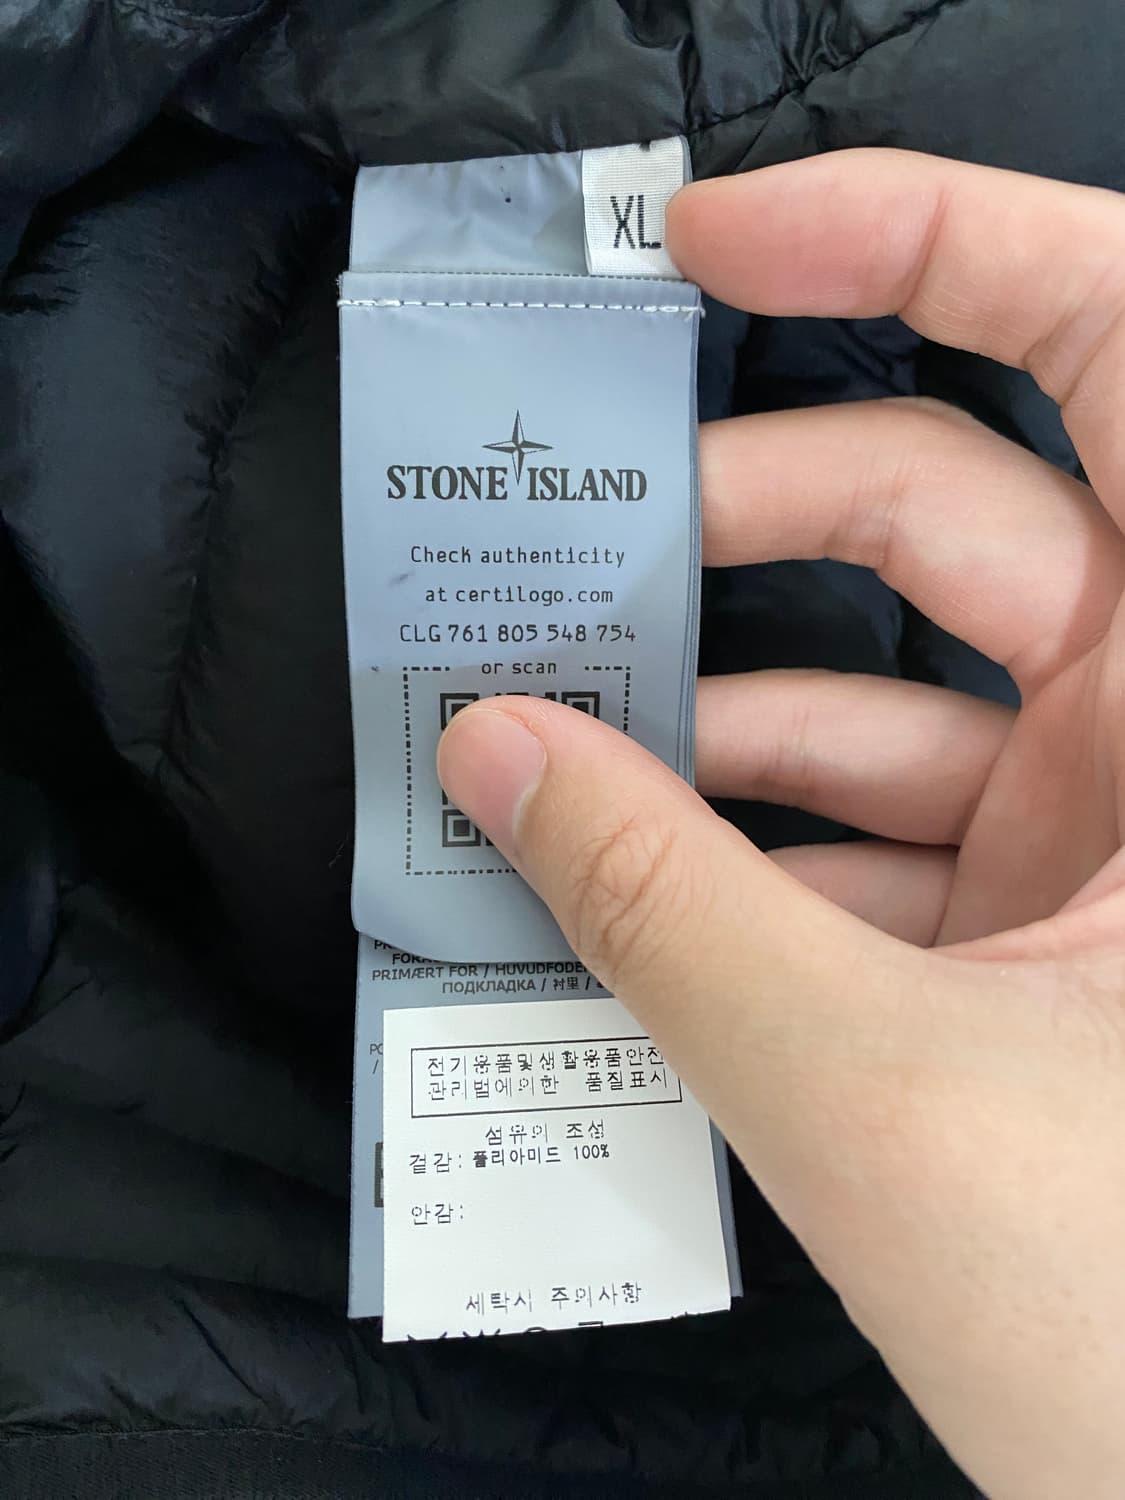 XL
STONE ISLAND
Check authenticity
at certilogo.com
CLG 761 805 548 754
or scan
PRIMÆRT FOR / HUVUDFODER
ПОДКЛАДКА / 衬里 /
전기용품및생활용품안전
관리법에의한 품질표시
섬유의 조성
겉감: 폴리아미드 100%
안감:
세탁시 주의사항